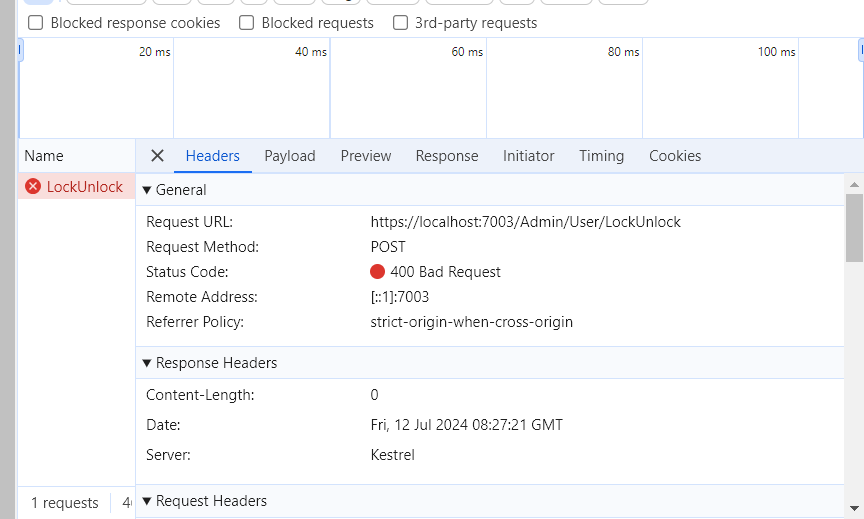 Blocked response cookies Blocked requests 3rd-party requests
20 ms 40 ms 60 ms 80 ms 100 ms
Name Headers Payload Preview Response Initiator Timing Cookies
LockUnlock
General
Request URL: https://localhost:7003/Admin/User/LockUnlock
Request Method: POST
Status Code: 400 Bad Request
Remote Address: [::1]:7003
Referrer Policy: strict-origin-when-cross-origin
Response Headers
Content-Length: 0
Date: Fri, 12 Jul 2024 08:27:21 GMT
Server: Kestrel
1 requests Request Headers